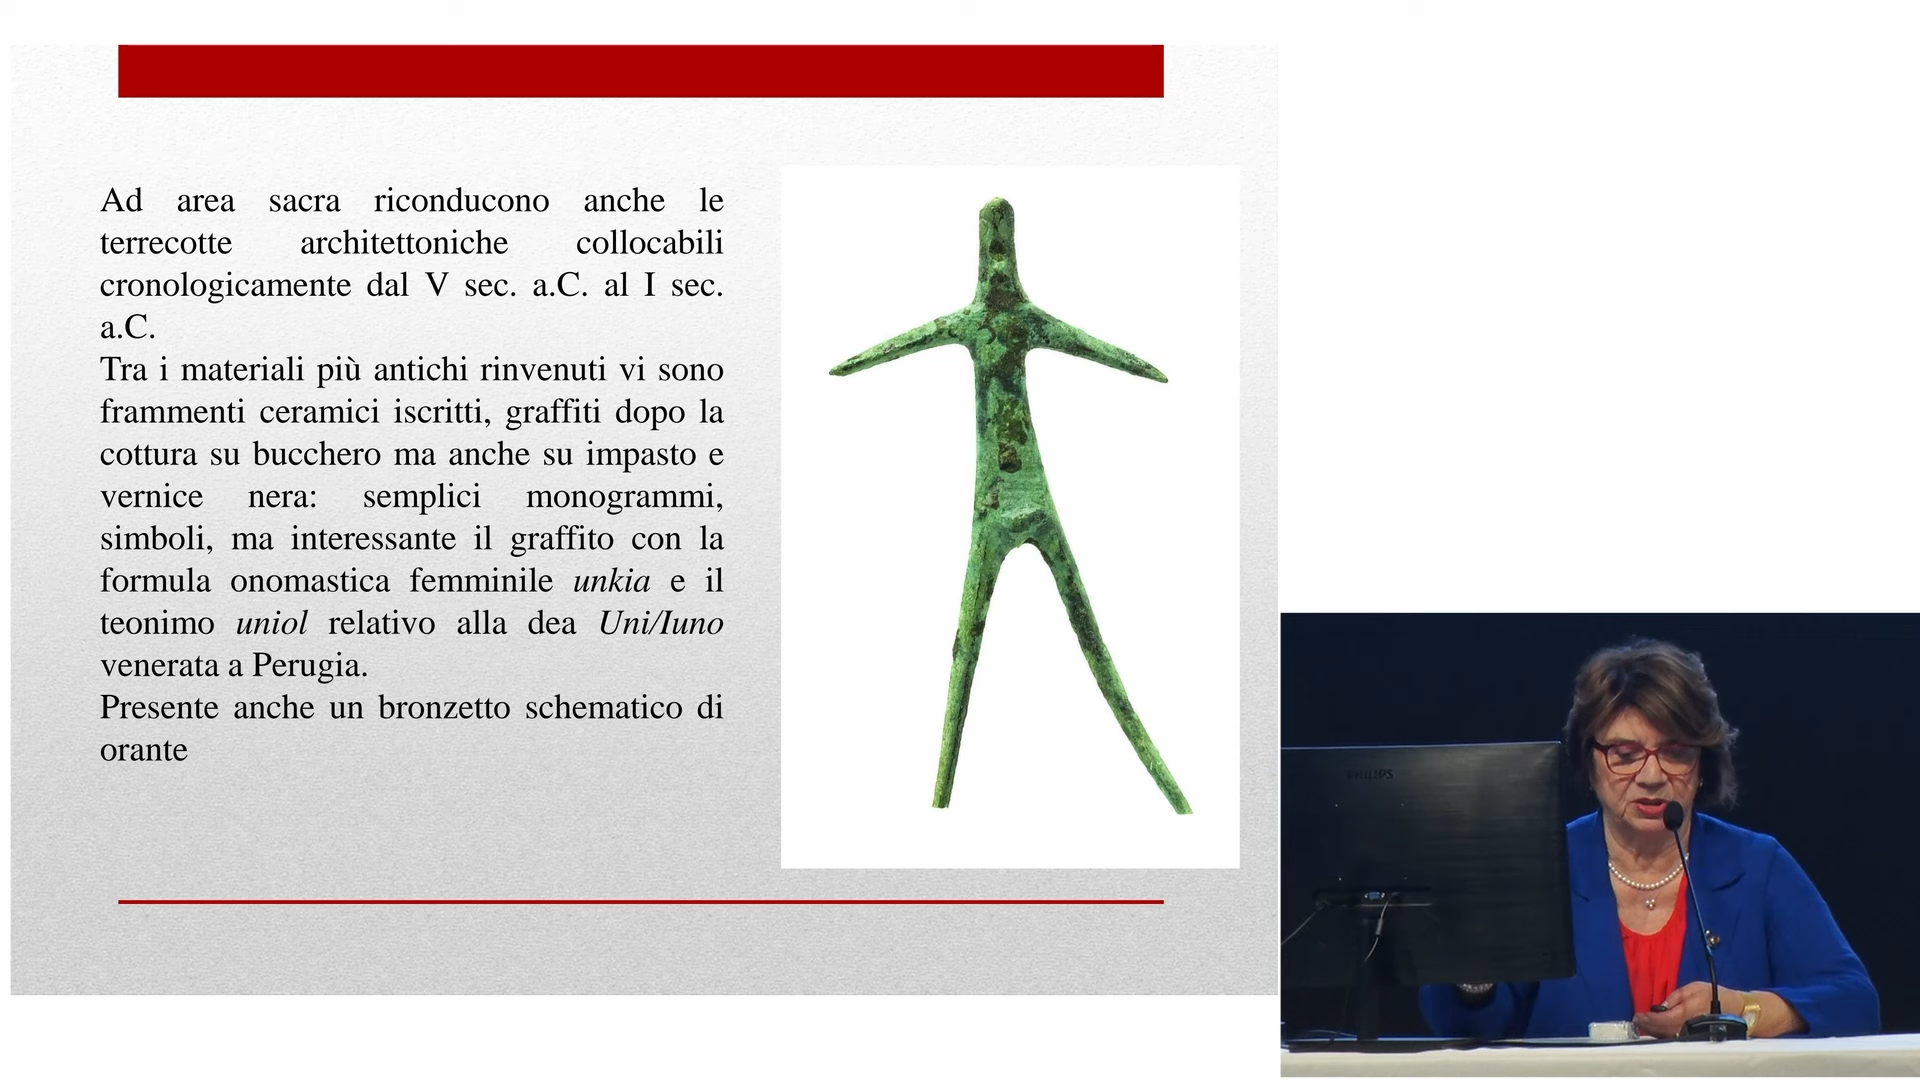 Ad area sacra riconducono anche le
terrecotte architettoniche collocabili
cronologicamente dal V sec. a.C. al I sec.
a.C.
Tra i materiali più antichi rinvenuti vi sono
frammenti ceramici iscritti, graffiti dopo la
cottura su bucchero ma anche su impasto e
vernice nera: semplici monogrammi,
simboli, ma interessante il graffito con la
formula onomastica femminile unkia e il
teonimo uniol relativo alla dea Uni/Iuno
venerata a Perugia.
Presente anche un bronzetto schematico di
orante
PHILIPS